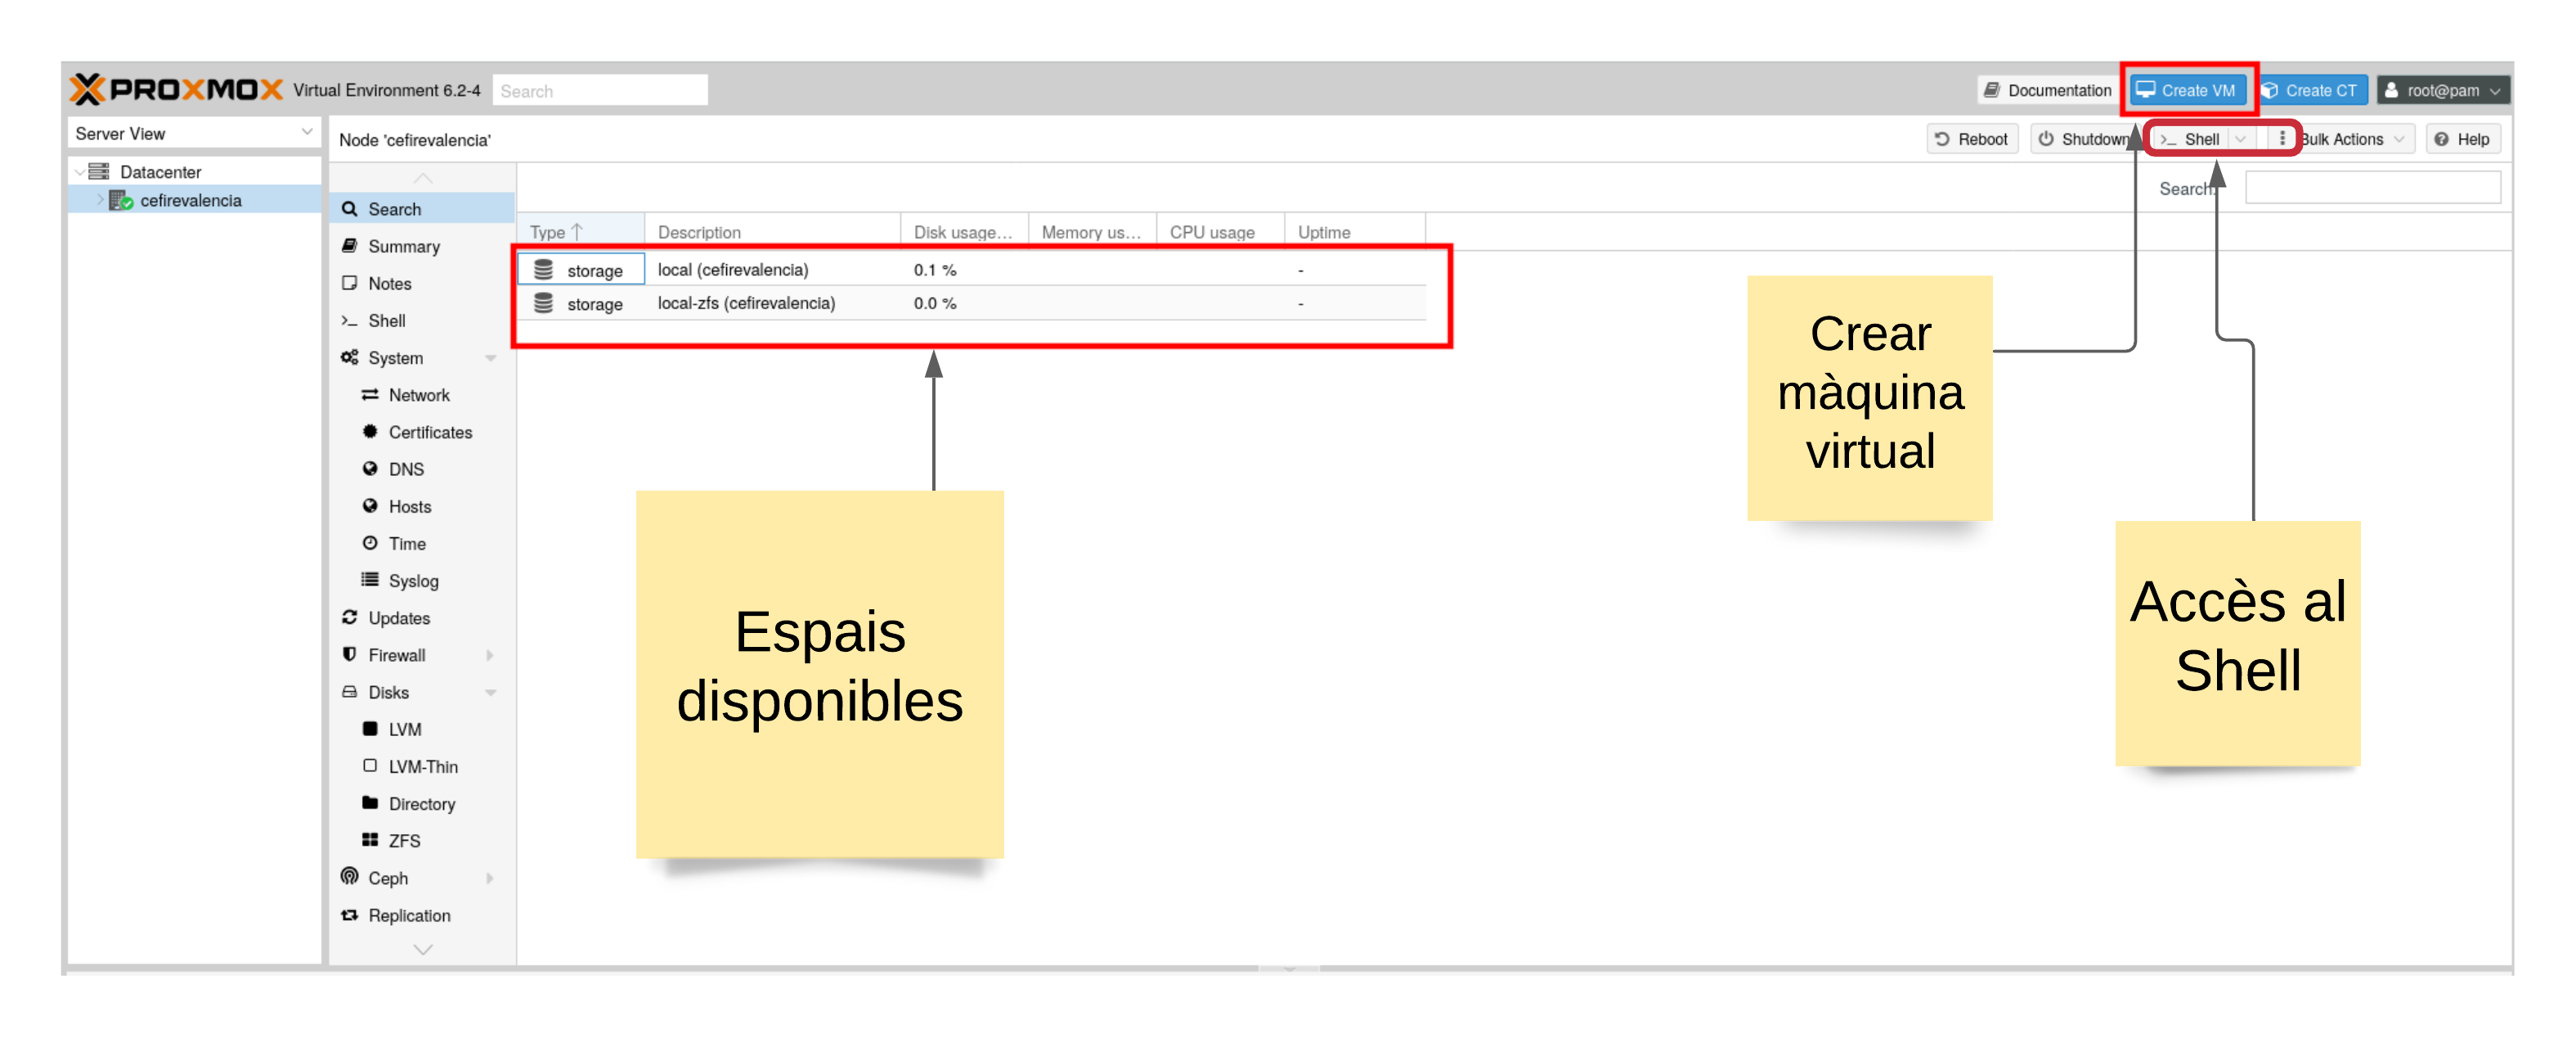 PROXMOX Virtual Environment 6.2-4 Search Documentation Create VM Create CT root@pam
Server View
Node 'cefirevalencia' Reboot Shutdown Shell Bulk Actions Help
Datacenter
cefirevalencia
Search
Search
Summary
Notes
Shell
System
Network
Certificates
DNS
Hosts
Time
Syslog
Updates
Firewall
Disks
LVM
LVM-Thin
Directory
ZFS
Ceph
Replication
Type Description Disk usage... Memory us... CPU usage Uptime
storage local (cefirevalencia) 0.1 % -
storage local-zfs (cefirevalencia) 0.0 % -
Espais
disponibles
Crear
màquina
virtual
Accès al
Shell